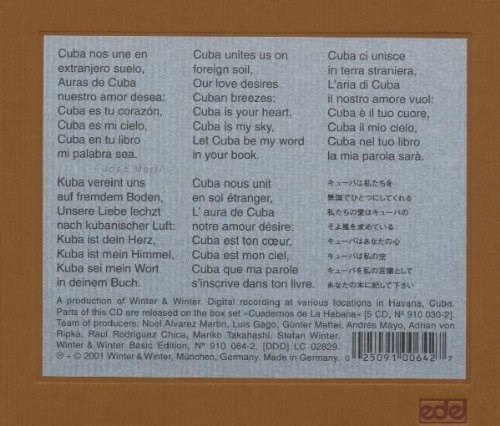 Cuba nos une en
extranjero suelo,
Auras de Cuba
nuestro amor desea:
Cuba es tu corazón,
Cuba es mi cielo,
Cuba en tu libro
mi palabra sea.
Cuba unites us on
foreign soil,
Our love desires
Cuban breezes:
Cuba is your heart,
Cuba is my sky,
Let Cuba be my word
in your book.
Cuba ci unisce
in terra straniera,
L'aria di Cuba
il nostro amore vuol:
Cuba è il tuo cuore,
Cuba il mio cielo,
Cuba nel tuo libro
la mia parola sarà.
Kuba vereint uns
auf fremdem Boden,
Unsere Liebe lechzt
nach kubanischer Luft:
Kuba ist dein Herz,
Kuba ist mein Himmel,
Kuba sei mein Wort
in deinem Buch.
Cuba nous unit
en sol étranger,
L'aura de Cuba
notre amour désire:
Cuba est ton cœur,
Cuba est mon ciel,
Cuba que ma parole
s'inscrive dans ton livre.
キューバは私たちを
異国でひとつにしてくれる
私たちの愛はキューバの
そよ風を求めている
キューバはあなたの心
キューバは私の空
キューバを私の言葉として
あなたの本に記して下さい
A production of Winter & Winter. Digital recording at various locations in Havana, Cuba.
Parts of this CD are released on the box set »Cuadernos de La Habana« [5 CD, Nº 910 030-2].
Team of producers: Noel Alvarez Martin, Luis Gago, Günter Mattei, Andrés Mayo, Adrian von
Ripka, Raúl Rodríguez Chica, Mariko Takahashi, Stefan Winter.
Winter & Winter Basic Edition, Nº 910 064-2, [DDD] LC 02829.
℗ + © 2001 Winter & Winter, München, Germany. Made in Germany.
0 25091 00642 7
edel